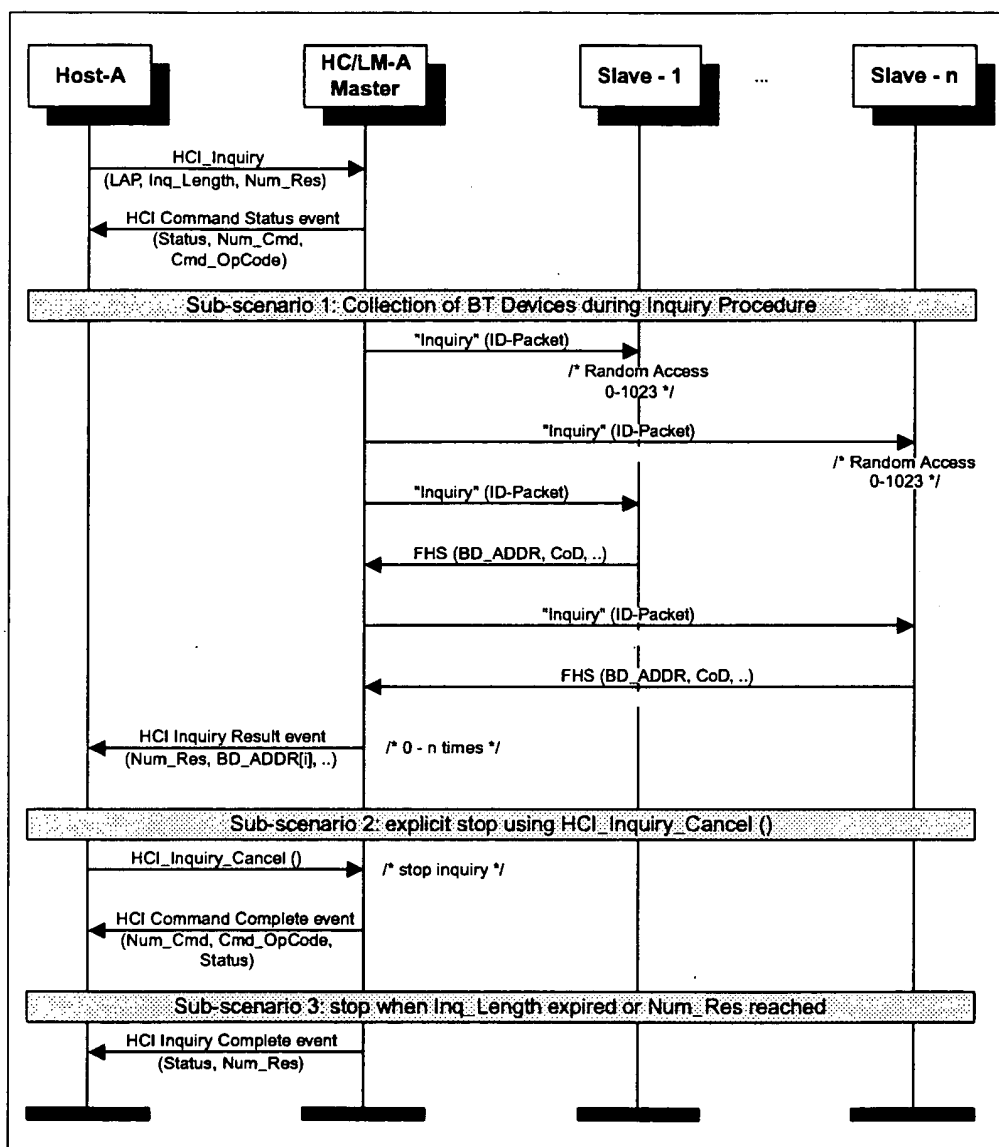 Host-A
HC/LM-A
Master
Slave - 1
...
Slave - n
HCI_Inquiry
(LAP, Inq_Length, Num_Res)
HCI Command Status event
(Status, Num_Cmd,
Cmd_OpCode)
Sub-scenario 1: Collection of BT Devices during Inquiry Procedure
"Inquiry" (ID-Packet)
/* Random Access
0-1023 */
"Inquiry" (ID-Packet)
/* Random Access
0-1023 */
"Inquiry" (ID-Packet)
FHS (BD_ADDR, CoD, ..)
"Inquiry" (ID-Packet)
FHS (BD_ADDR, CoD, ..)
HCI Inquiry Result event
(Num_Res, BD_ADDR[i], ..)
/* 0 - n times */
Sub-scenario 2: explicit stop using HCI_Inquiry_Cancel ()
HCI_Inquiry_Cancel ()
/* stop inquiry */
HCI Command Complete event
(Num_Cmd, Cmd_OpCode,
Status)
Sub-scenario 3: stop when Inq_Length expired or Num_Res reached
HCI Inquiry Complete event
(Status, Num_Res)